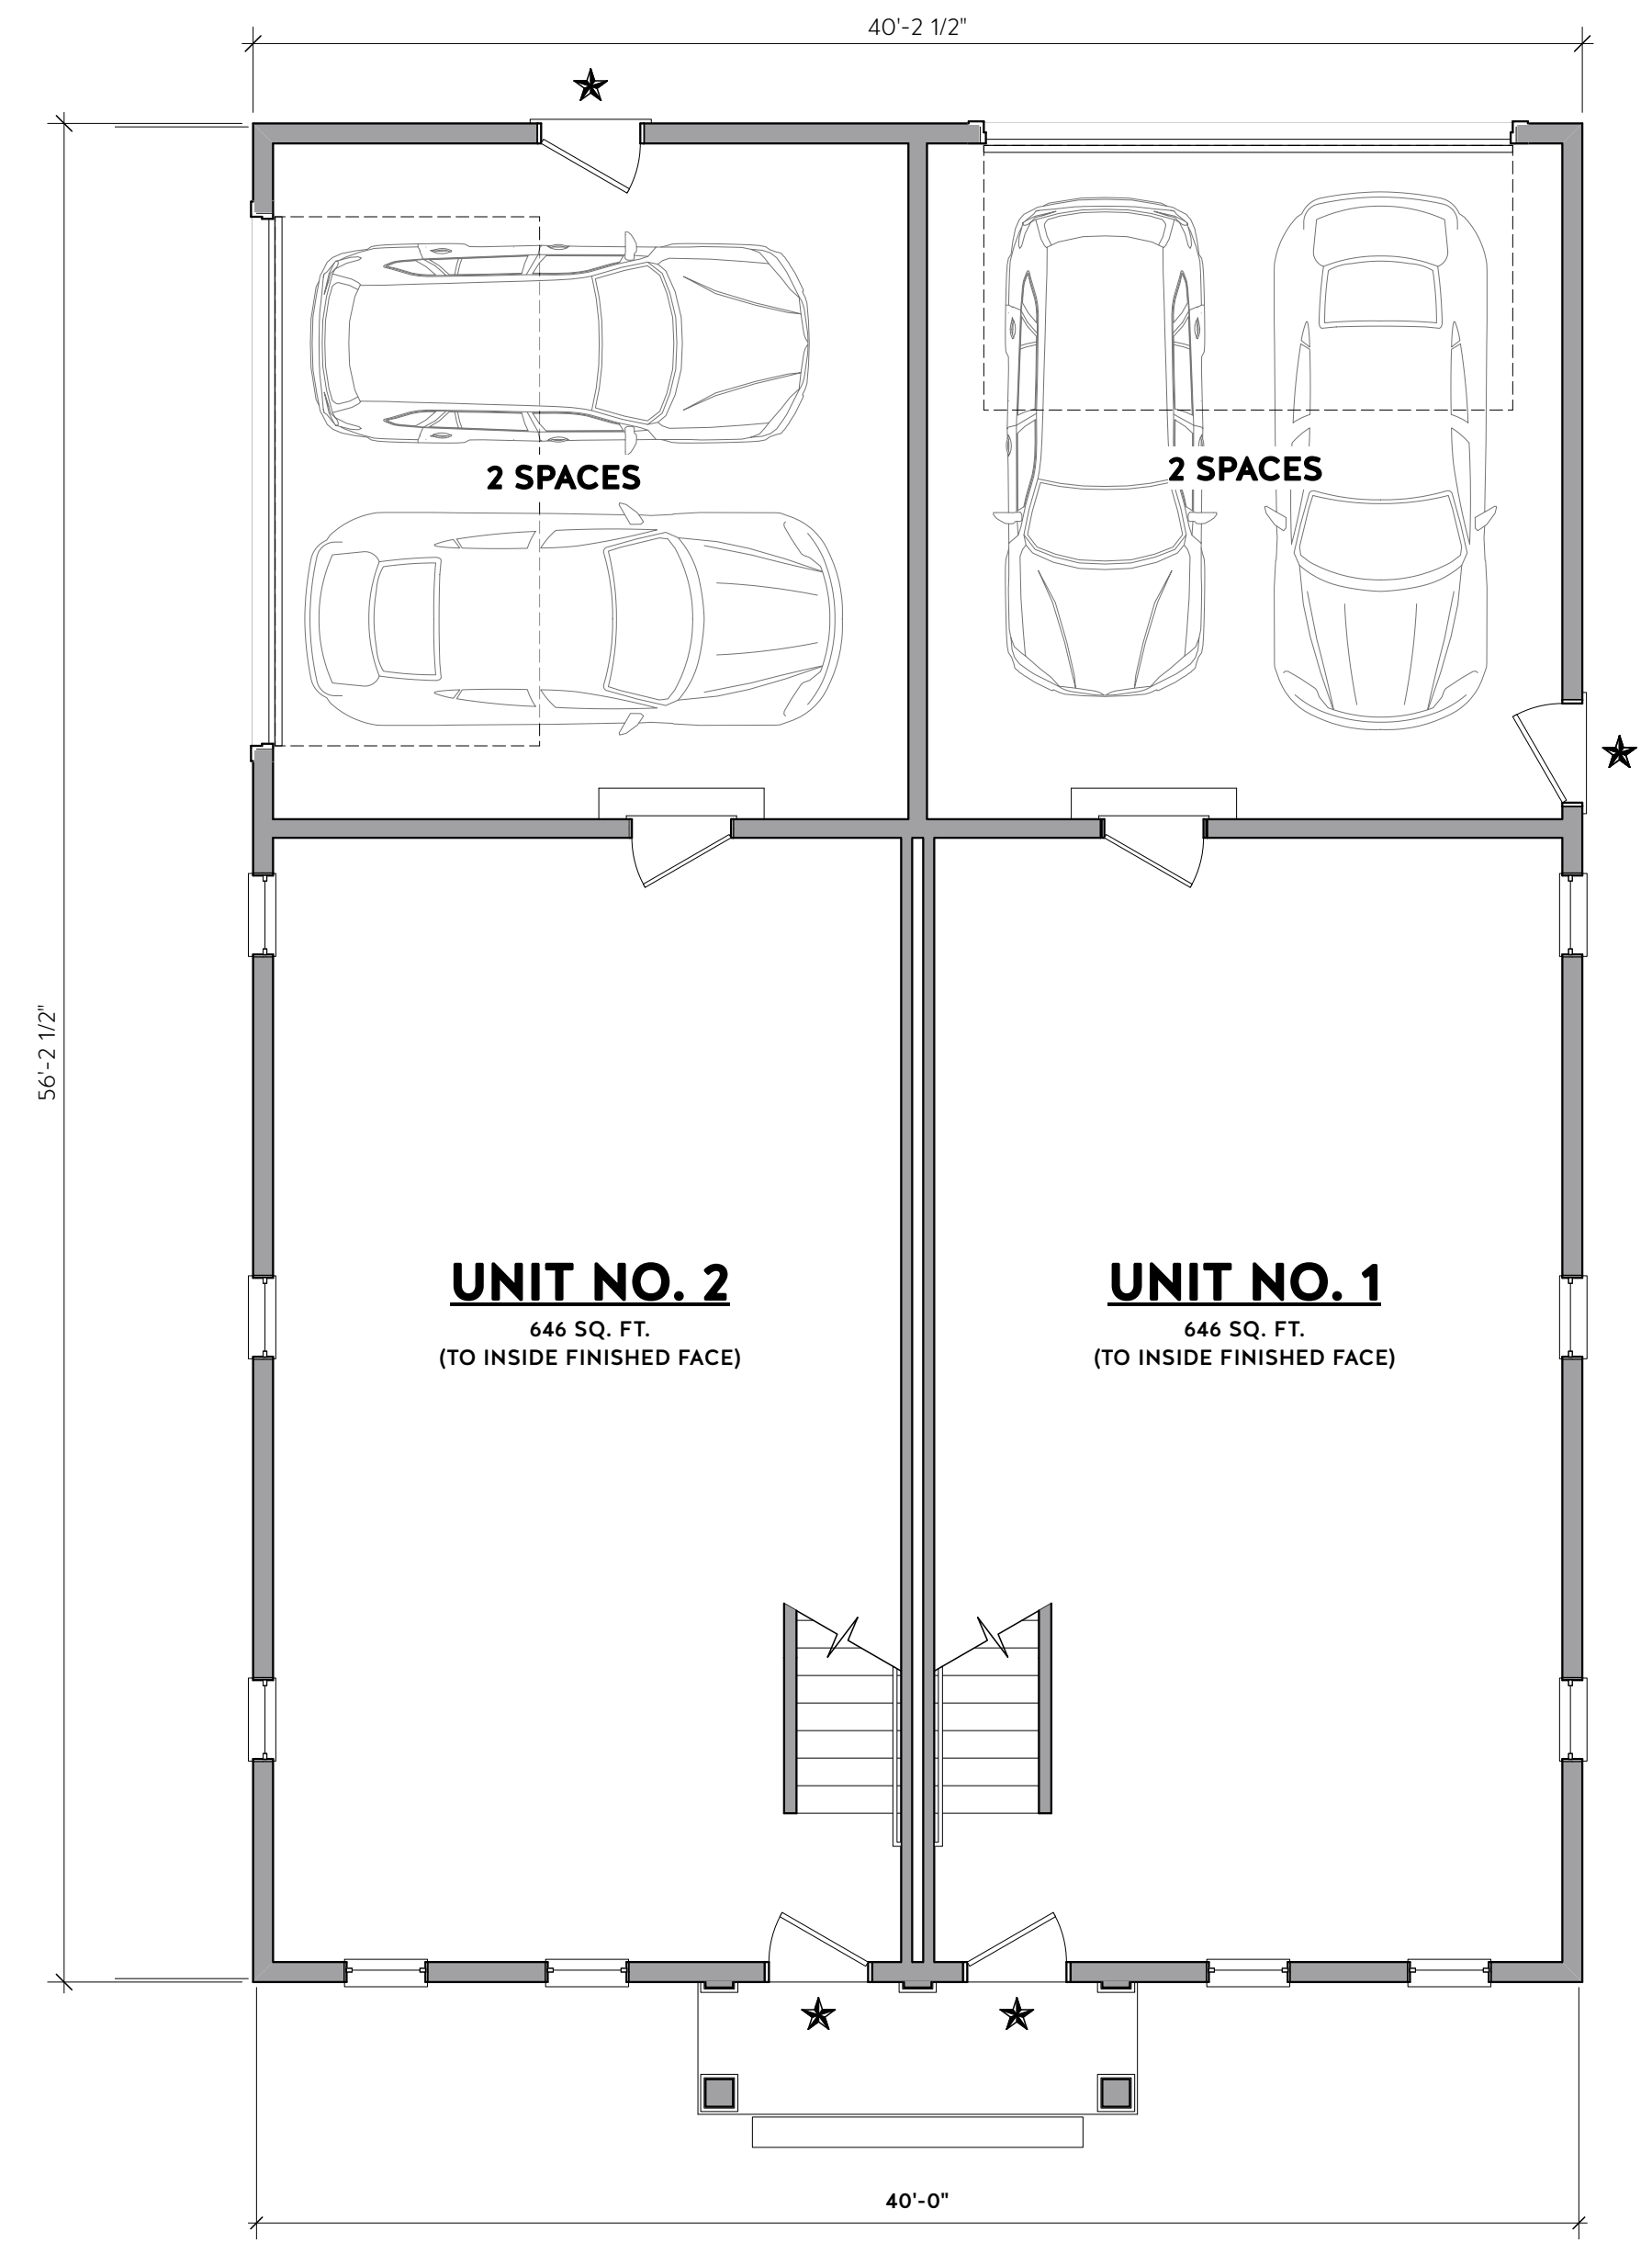 40'-2 1/2"
2 SPACES
2 SPACES
56'-2 1/2"
UNIT NO. 2
646 SQ. FT.
(TO INSIDE FINISHED FACE)
UNIT NO. 1
646 SQ. FT.
(TO INSIDE FINISHED FACE)
40'-0"